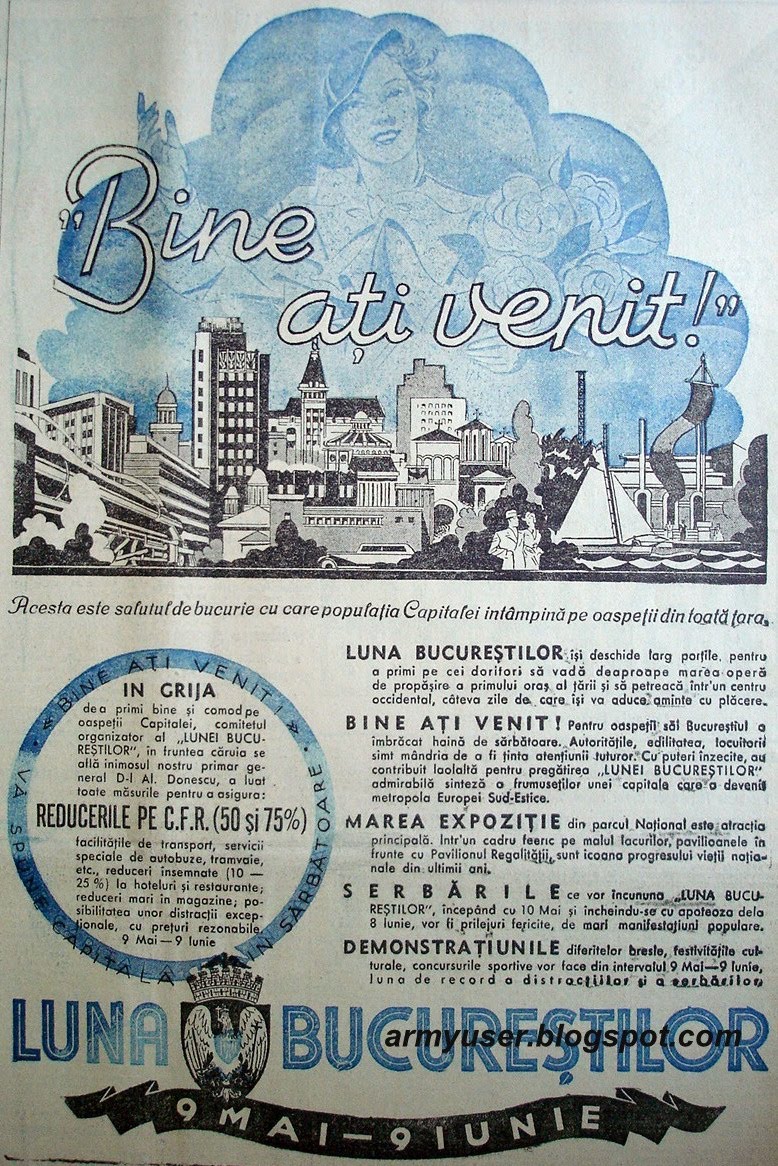 "Bine
ați venit!"
Acesta este salutul de bucurie cu care populația Capitalei intâmpină pe oaspeții din toată țara.
BINE AȚI VENIT! VĂ SPUNE CAPITALA IN SĂRBĂTOARE
IN GRIJA
de a primi bine și comod pe
oaspeții Capitalei, comitetul
organizator al „LUNEI BUCU-
REȘTILOR", în fruntea căruia se
află inimosul nostru primar ge-
neral D-l Al. Donescu, a luat
toate măsurile pentru a asigura:
REDUCERILE PE C.F.R. (50 și 75%)
facilitățile de transport, servicii
speciale de autobuze, tramvaie,
etc., reduceri însemnate (10 —
25 %) la hoteluri și restaurante;
reduceri mari in magazine; po-
sibilitatea unor distracții excep-
ționale, cu prețuri rezonabile.
9 Mai—9 Iunie
LUNA BUCUREȘTILOR iși deschide larg porțile, pentru
a primi pe cei doritori să vadă deaproape marea operă
de propășire a primului oraș al țării și să petreacă intr'un centru
occidental, câteva zile de care iși va aduce aminte cu plăcere.
BINE AȚI VENIT! Pentru oaspeții săi Bucureștiul a
îmbrăcat haină de sărbătoare. Autoritățile, edilitatea, locuitorii
simt mândria de a fi ținta atențiunii tuturor. Cu puteri înzecite, au
contribuit laolaltă pentru pregătirea „LUNEI BUCUREȘTILOR"
admirabilă sinteză a frumuseților unei capitale care a devenit
metropola Europei Sud-Estice.
MAREA EXPOZIȚIE din parcul Național este atracția
principală. Intr'un cadru feeric pe malul lacurilor, pavilioanele în
frunte cu Pavilionul Regalității, sunt icoana progresului vieții națio-
nale din ultimii ani.
SERBĂRILE ce vor încununa „LUNA BUCU-
REȘTILOR", începând cu 10 Mai și încheindu-se cu apoteoza dela
8 Iunie, vor fi prilejuri fericite, de mari manifestațiuni populare.
DEMONSTRAȚIUNILE diferitelor bresle, festivitățile cul-
turale, concursurile sportive vor face din intervalul 9 Mai—9 Iunie,
luna de record a distracțiilor și a serbărilor.
LUNA BUCUREȘTILOR
armyuser.blogspot.com
9 MAI—9 IUNIE